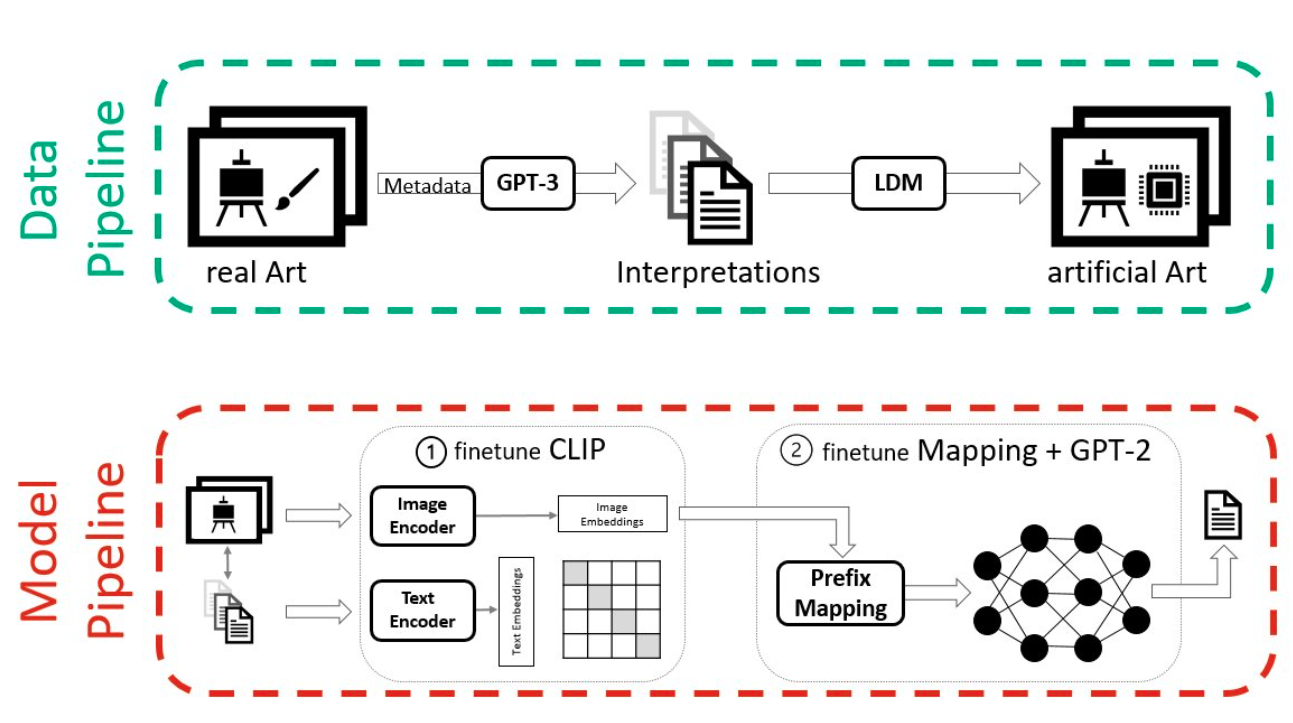 Data
Pipeline
Metadata
GPT-3
LDM
real Art
Interpretations
artificial Art
Model
Pipeline
1 finetune CLIP
Image
Encoder
Image
Embeddings
Text
Encoder
Text Embeddings
2 finetune Mapping + GPT-2
Prefix
Mapping